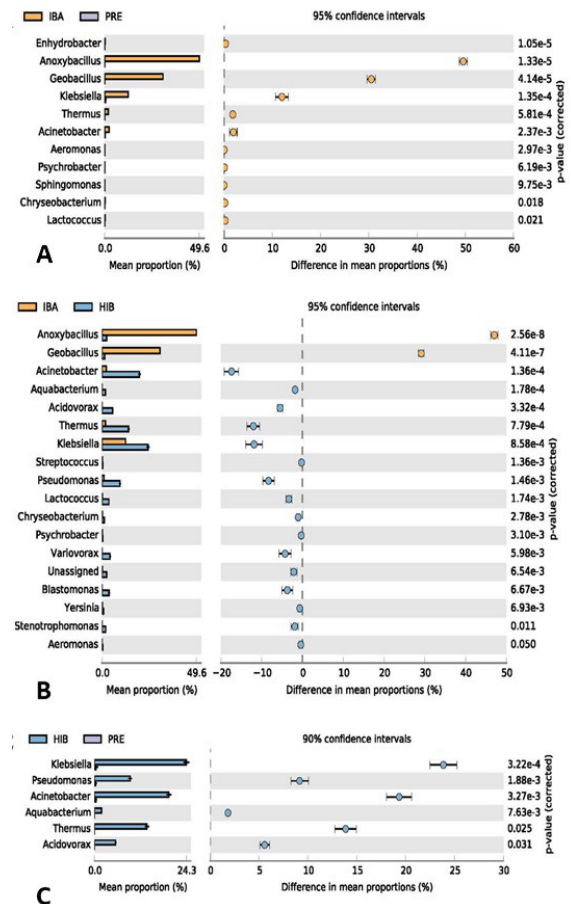 IBA PRE 95% confidence intervals
Enhydrobacter 1.05e-5
Anoxybacillus 1.33e-5
Geobacillus 4.14e-5
Klebsiella 1.35e-4
Thermus 5.81e-4
Acinetobacter 2.37e-3
Aeromonas 2.97e-3
Psychrobacter 6.19e-3
Sphingomonas 9.75e-3
Chryseobacterium 0.018
Lactococcus 0.021
p-value (corrected)
0.0 49.6 0 10 20 30 40 50 60
A Mean proportion (%) Difference in mean proportions (%)
IBA HIB 95% confidence intervals
Anoxybacillus 2.56e-8
Geobacillus 4.11e-7
Acinetobacter 1.36e-4
Aquabacterium 1.78e-4
Acidovorax 3.32e-4
Thermus 7.79e-4
Klebsiella 8.58e-4
Streptococcus 1.36e-3
Pseudomonas 1.46e-3
Lactococcus 1.74e-3
Chryseobacterium 2.78e-3
Psychrobacter 3.10e-3
Variovorax 5.98e-3
Unassigned 6.54e-3
Blastomonas 6.67e-3
Yersinia 6.93e-3
Stenotrophomonas 0.011
Aeromonas 0.050
p-value (corrected)
0.0 49.6 −20 −10 0 10 20 30 40 50
B Mean proportion (%) Difference in mean proportions (%)
HIB PRE 90% confidence intervals
Klebsiella 3.22e-4
Pseudomonas 1.88e-3
Acinetobacter 3.27e-3
Aquabacterium 7.63e-3
Thermus 0.025
Acidovorax 0.031
p-value (corrected)
0.0 24.3 0 5 10 15 20 25 30
C Mean proportion (%) Difference in mean proportions (%)